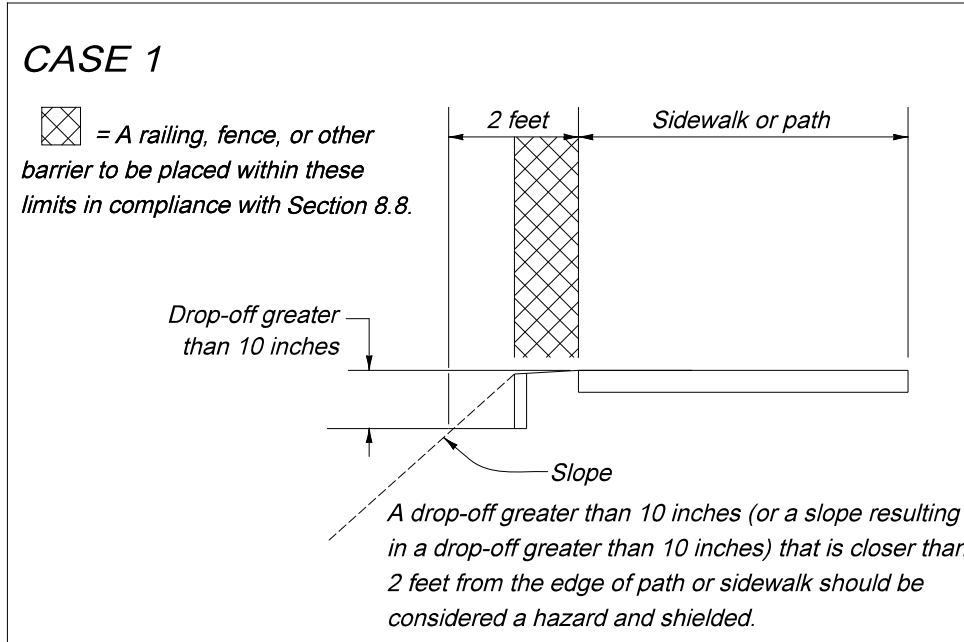 CASE 1
= A railing, fence, or other
barrier to be placed within these
limits in compliance with Section 8.8.
2 feet
Sidewalk or path
Drop-off greater
than 10 inches
Slope
A drop-off greater than 10 inches (or a slope resulting
in a drop-off greater than 10 inches) that is closer than
2 feet from the edge of path or sidewalk should be
considered a hazard and shielded.